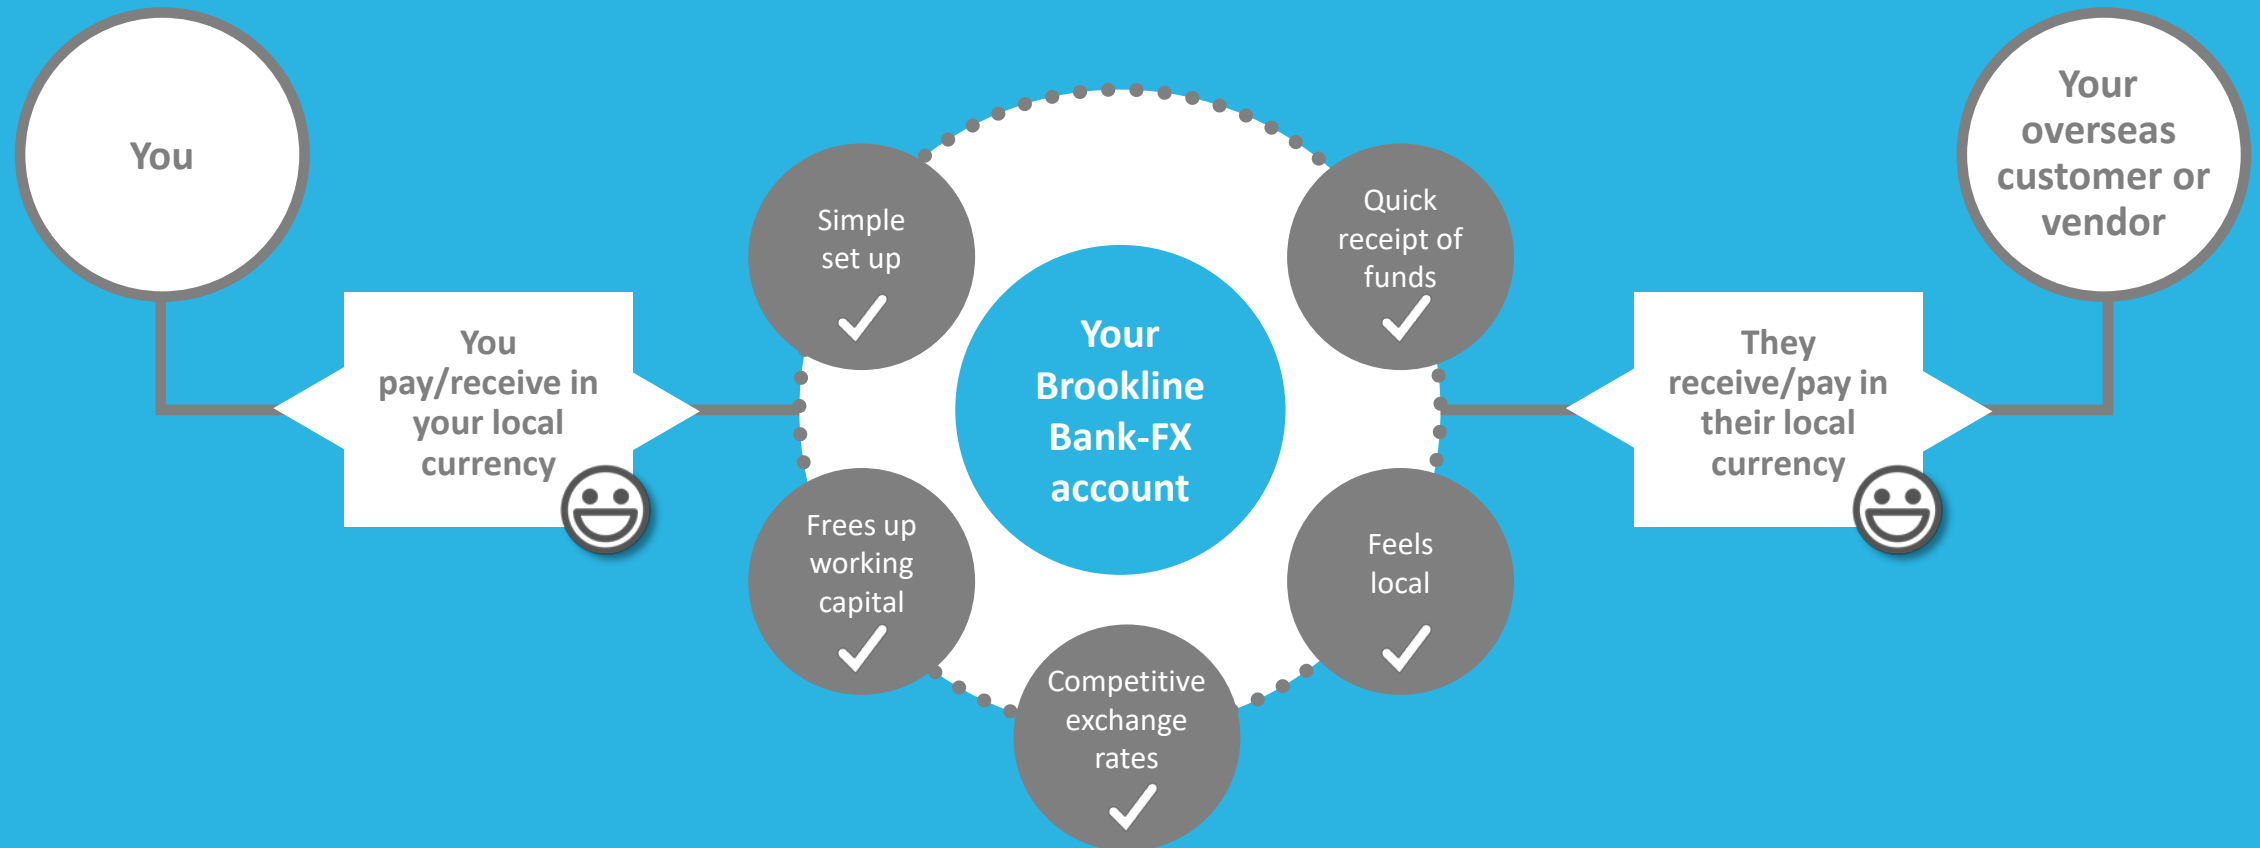 You
You
pay/receive in
your local
currency
Simple
set up
Frees up
working
capital
Your
Brookline
Bank-FX
account
Competitive
exchange
rates
Quick
receipt of
funds
Feels
local
They
receive/pay in
their local
currency
Your
overseas
customer or
vendor